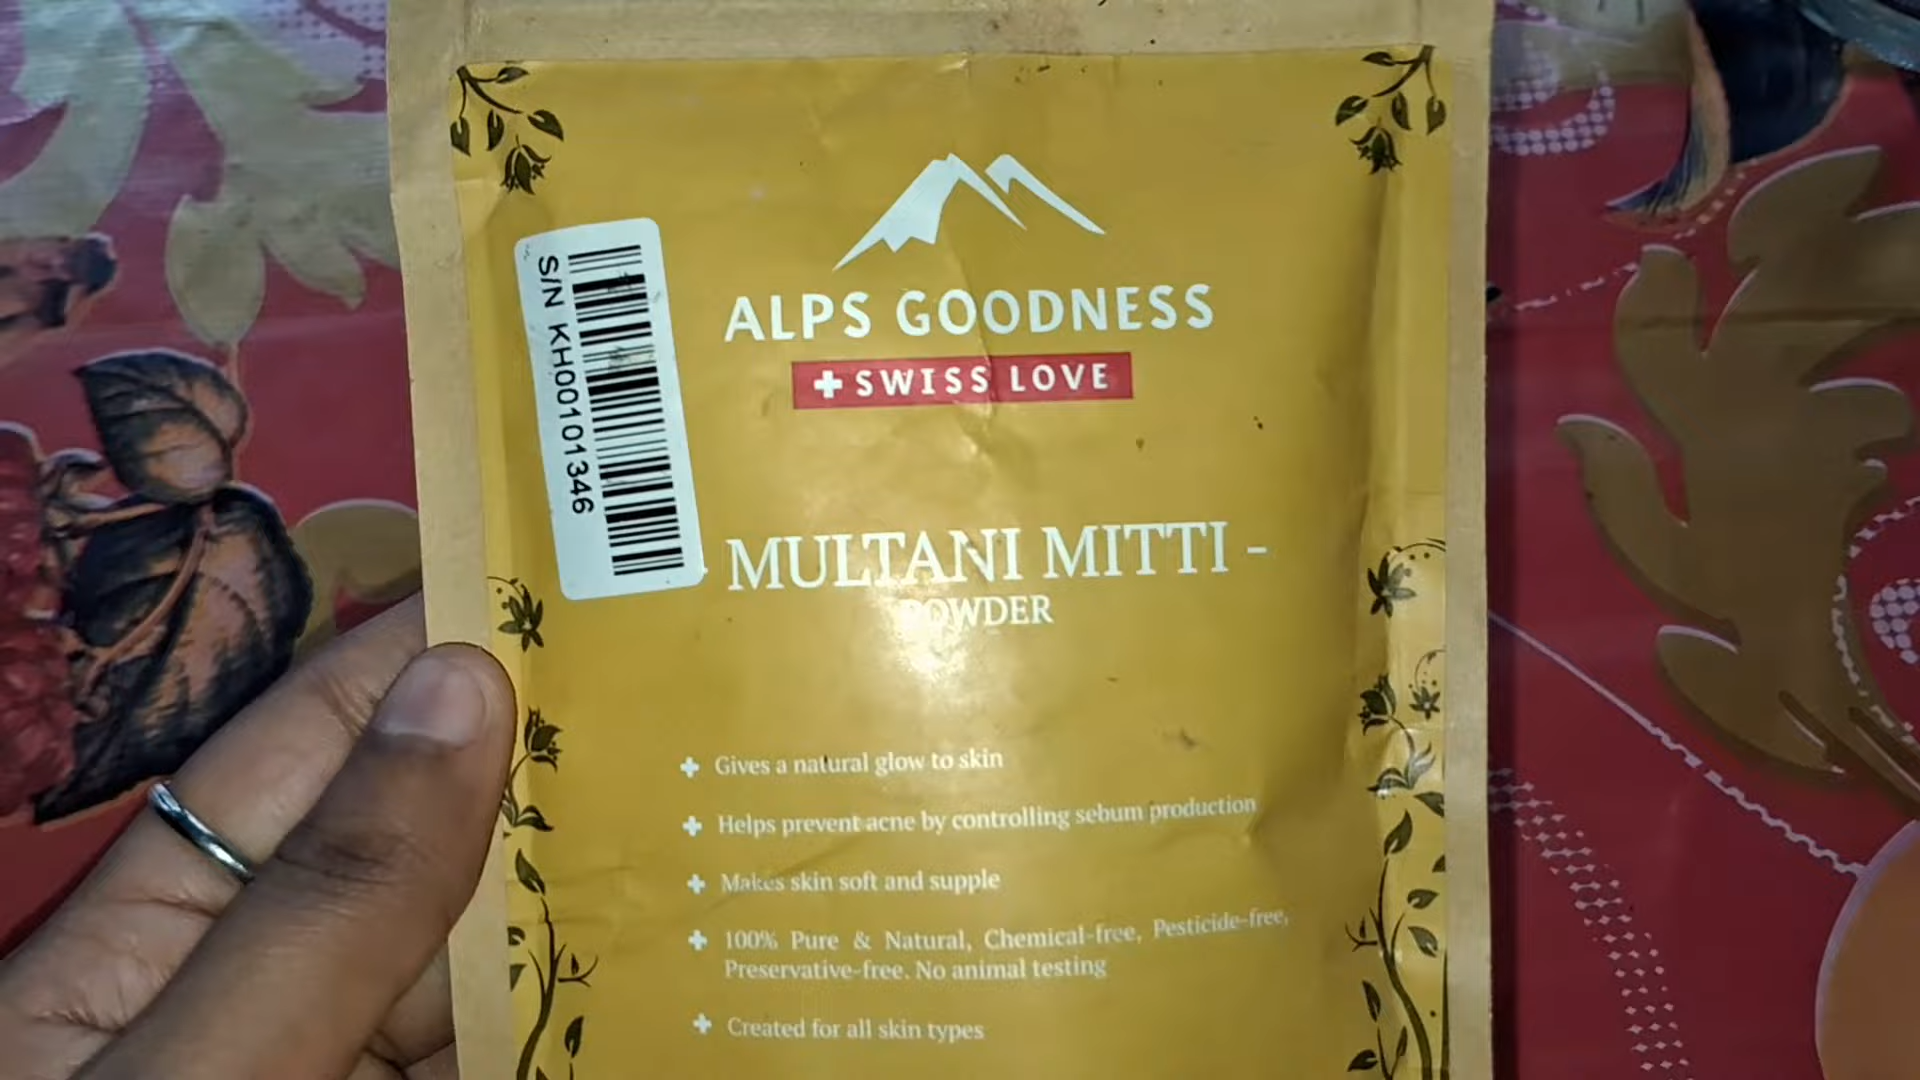 ALPS GOODNESS
SWISS LOVE
S/N KH00101346
- MULTANI MITTI -
POWDER
Gives a natural glow to skin
Helps prevent acne by controlling sebum production
Makes skin soft and supple
100% Pure & Natural, Chemical-free, Pesticide-free,
Preservative-free. No animal testing
Created for all skin types